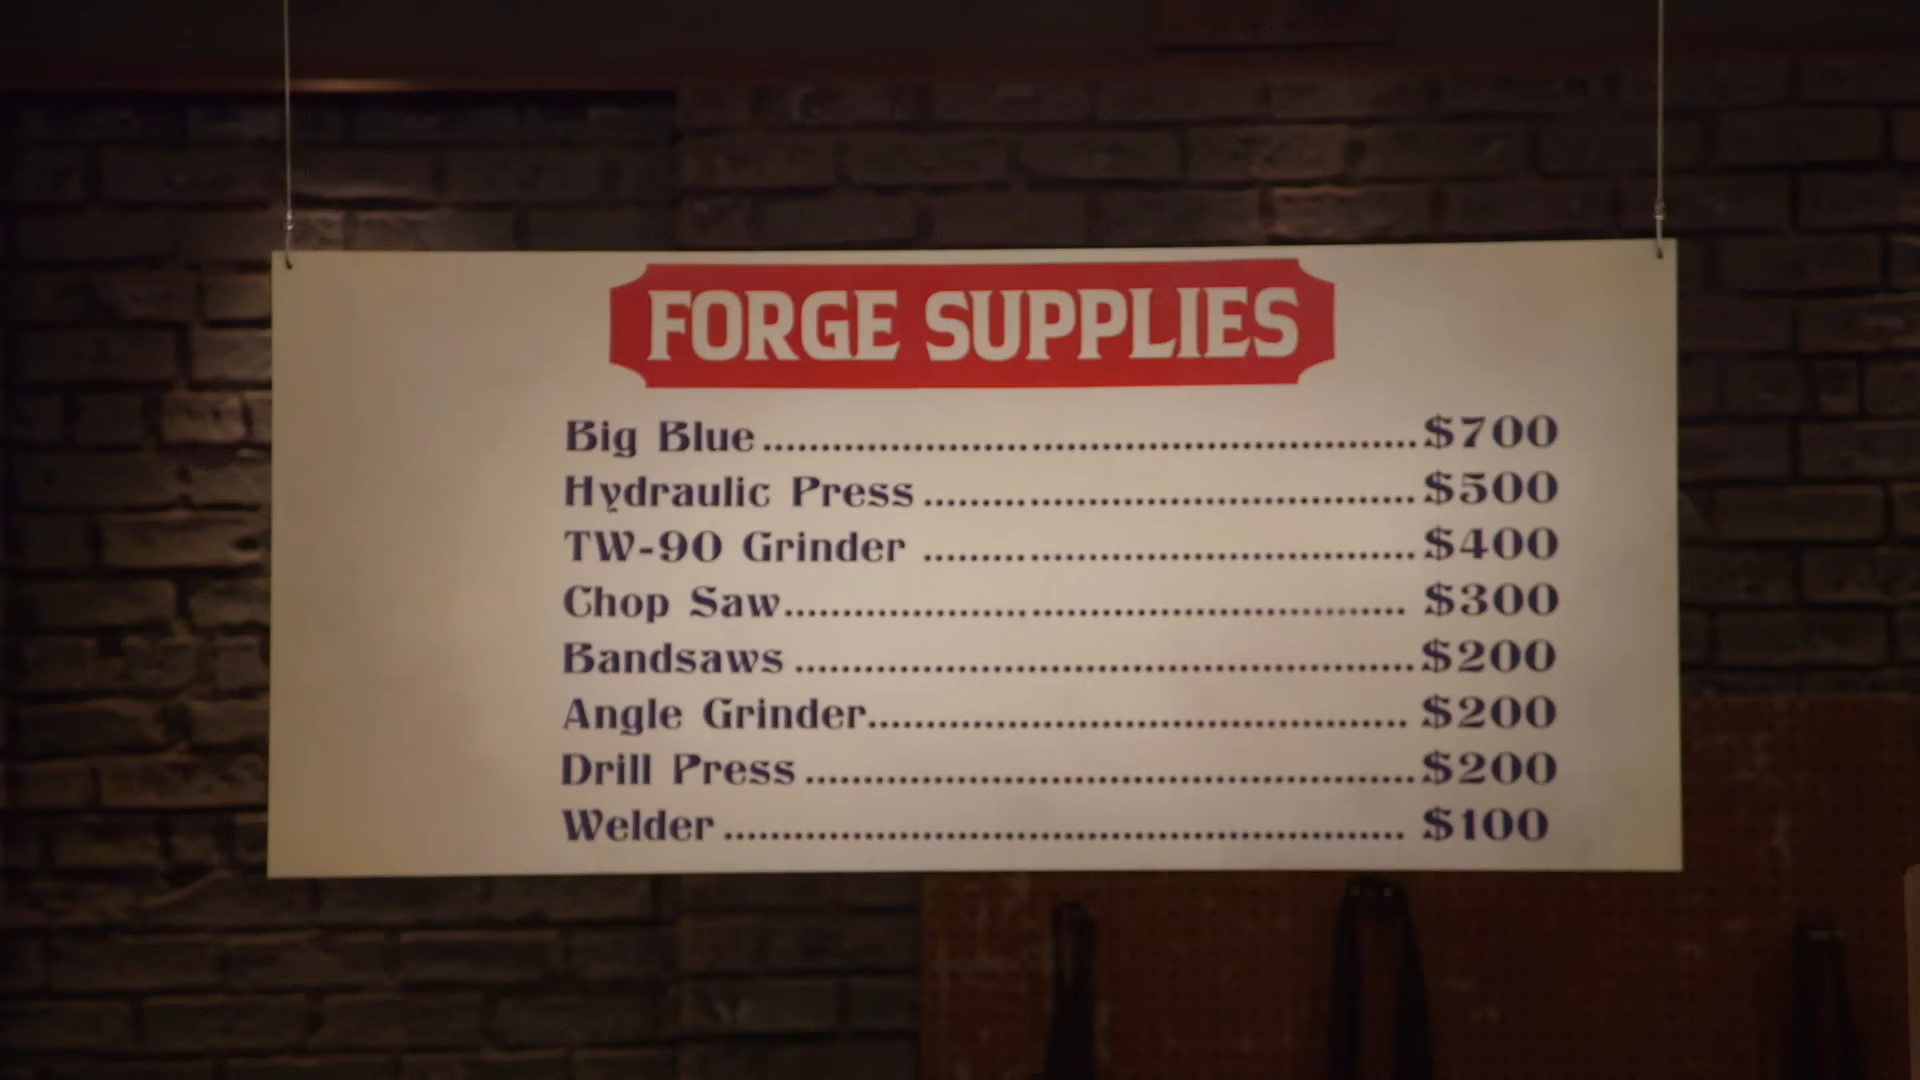 FORGE SUPPLIES
Big Blue........................................................$700
Hydraulic Press..........................................$500
TW-90 Grinder ..........................................$400
Chop Saw..................................................... $300
Bandsaws .....................................................$200
Angle Grinder.............................................. $200
Drill Press....................................................$200
Welder .......................................................... $100